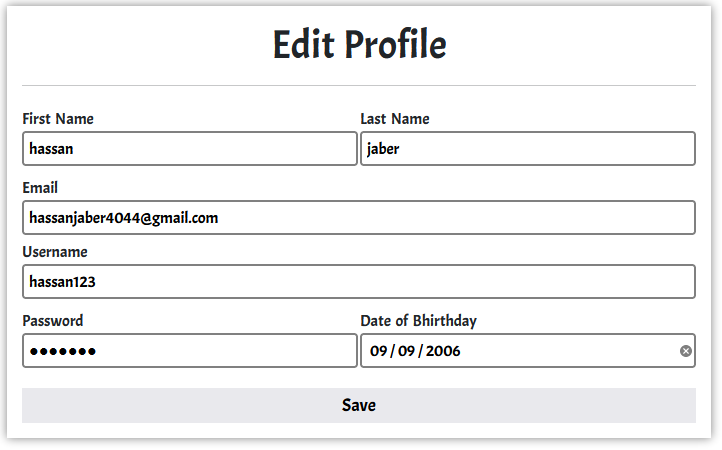 Edit Profile
First Name Last Name
hassan jaber
Email
hassanjaber4044@gmail.com
Username
hassan123
Password Date of Bhirthday
●●●●●●● 09 / 09 / 2006
Save